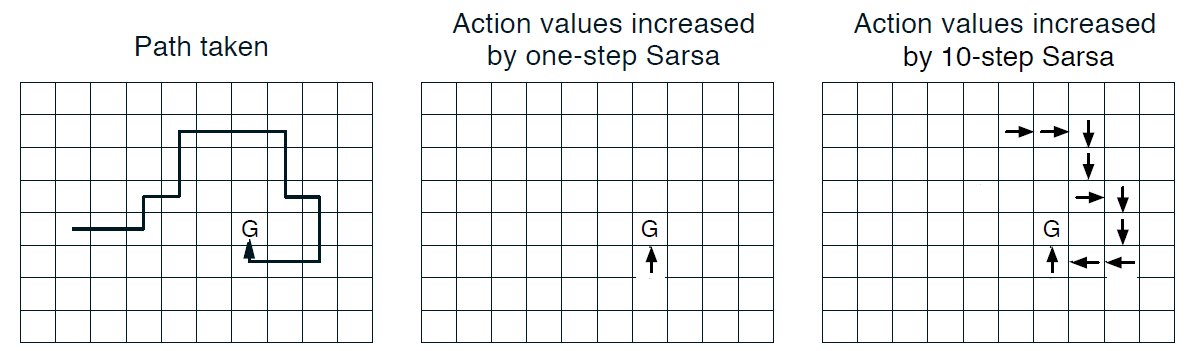 Path taken
Action values increased
by one-step Sarsa
Action values increased
by 10-step Sarsa
G
G
G